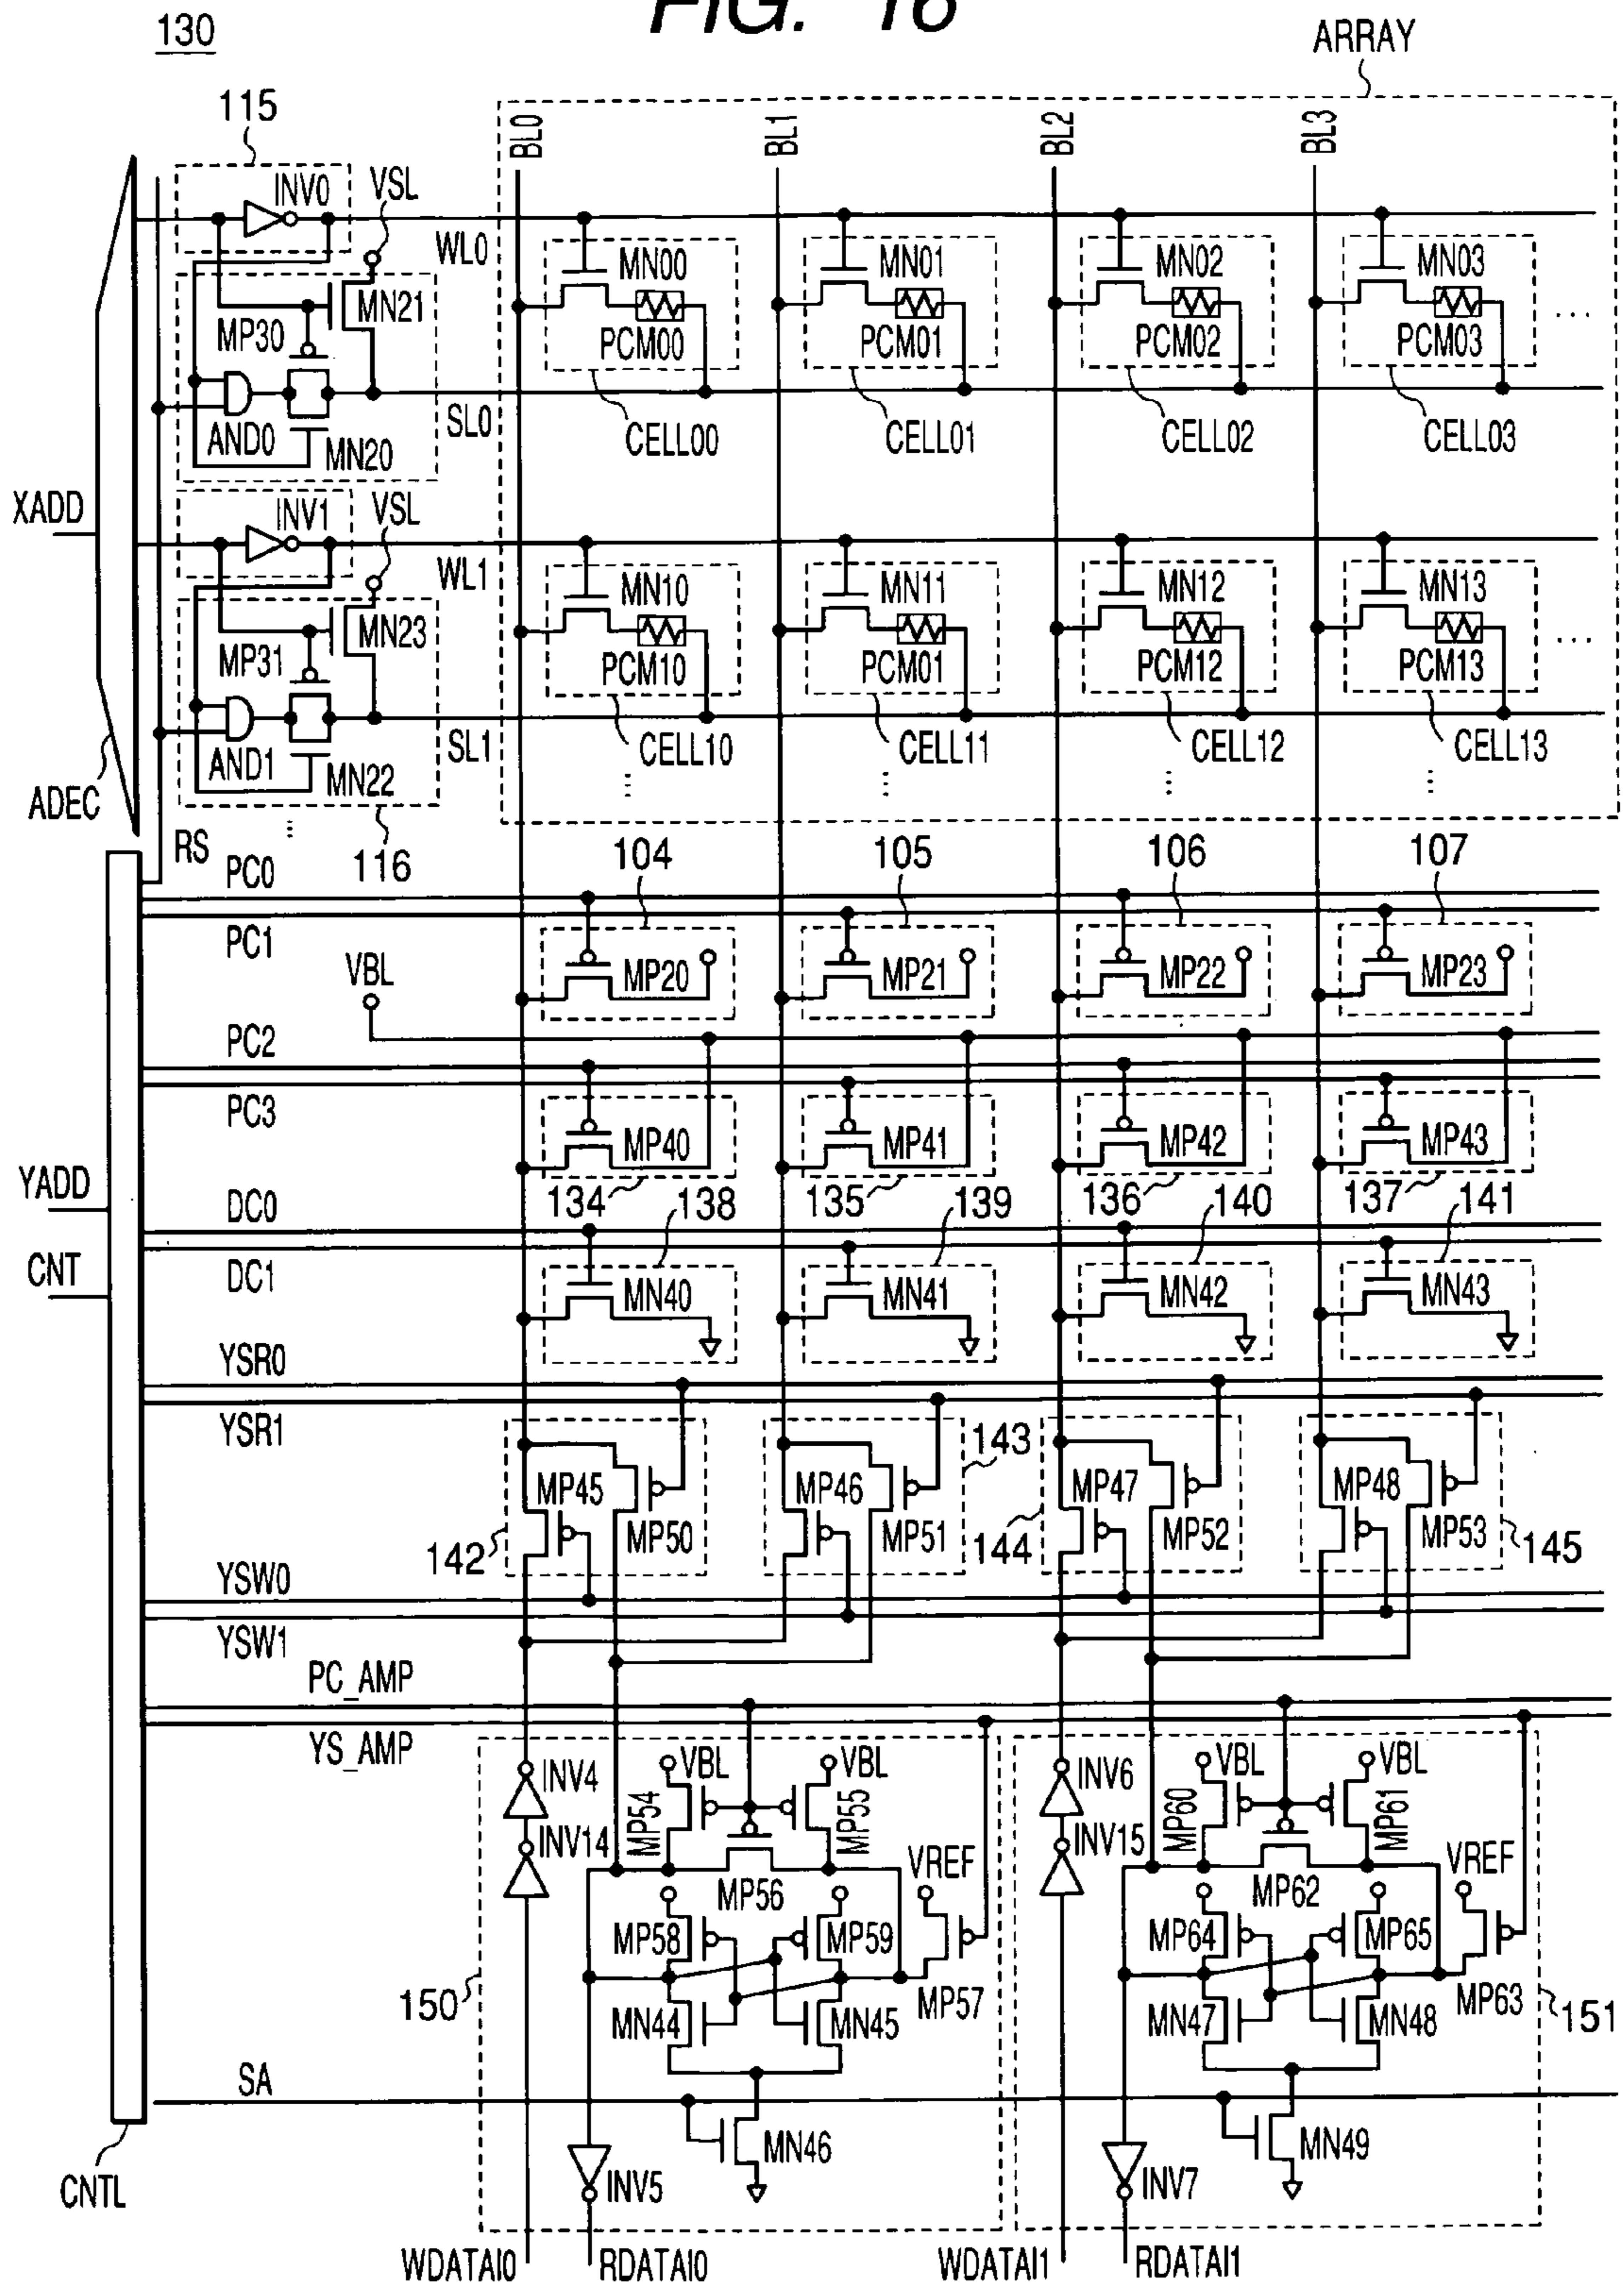 FIG. 16
130
ARRAY
115
BL0
BL1
BL2
BL3
INV0
VSL
WL0
MN00
MN01
MN02
MN03
MN21
MP30
PCM00
PCM01
PCM02
PCM03
...
AND0
MN20
SL0
CELL00
CELL01
CELL02
CELL03
XADD
INV1
VSL
WL1
MN10
MN11
MN12
MN13
MN23
MP31
PCM10
PCM01
PCM12
PCM13
...
AND1
MN22
SL1
CELL10
CELL11
CELL12
CELL13
ADEC
RS
116
104
105
106
107
PC0
PC1
VBL
MP20
MP21
MP22
MP23
PC2
PC3
MP40
MP41
MP42
MP43
YADD
134
138
135
139
136
140
137
141
DC0
CNT
DC1
MN40
MN41
MN42
MN43
YSR0
YSR1
143
MP45
MP46
MP47
MP48
142
MP50
MP51
144
MP52
MP53
145
YSW0
YSW1
PC_AMP
YS_AMP
INV4
VBL
VBL
INV6
VBL
VBL
MP54
MP55
MP60
MP61
INV14
INV15
VREF
VREF
MP56
MP62
MP58
MP59
MP64
MP65
150
MP57
MP63
151
MN44
MN45
MN47
MN48
SA
MN46
MN49
CNTL
INV5
INV7
WDATAI0
RDATAI0
WDATAI1
RDATAI1